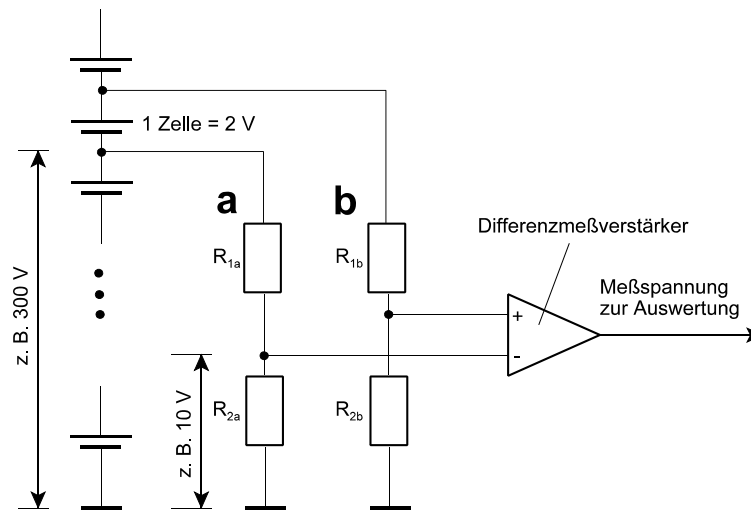 1 Zelle = 2 V
a
b
Differenzmeßverstärker
R1a
R1b
Meßspannung
zur Auswertung
z. B. 300 V
+
-
R2a
R2b
z. B. 10 V